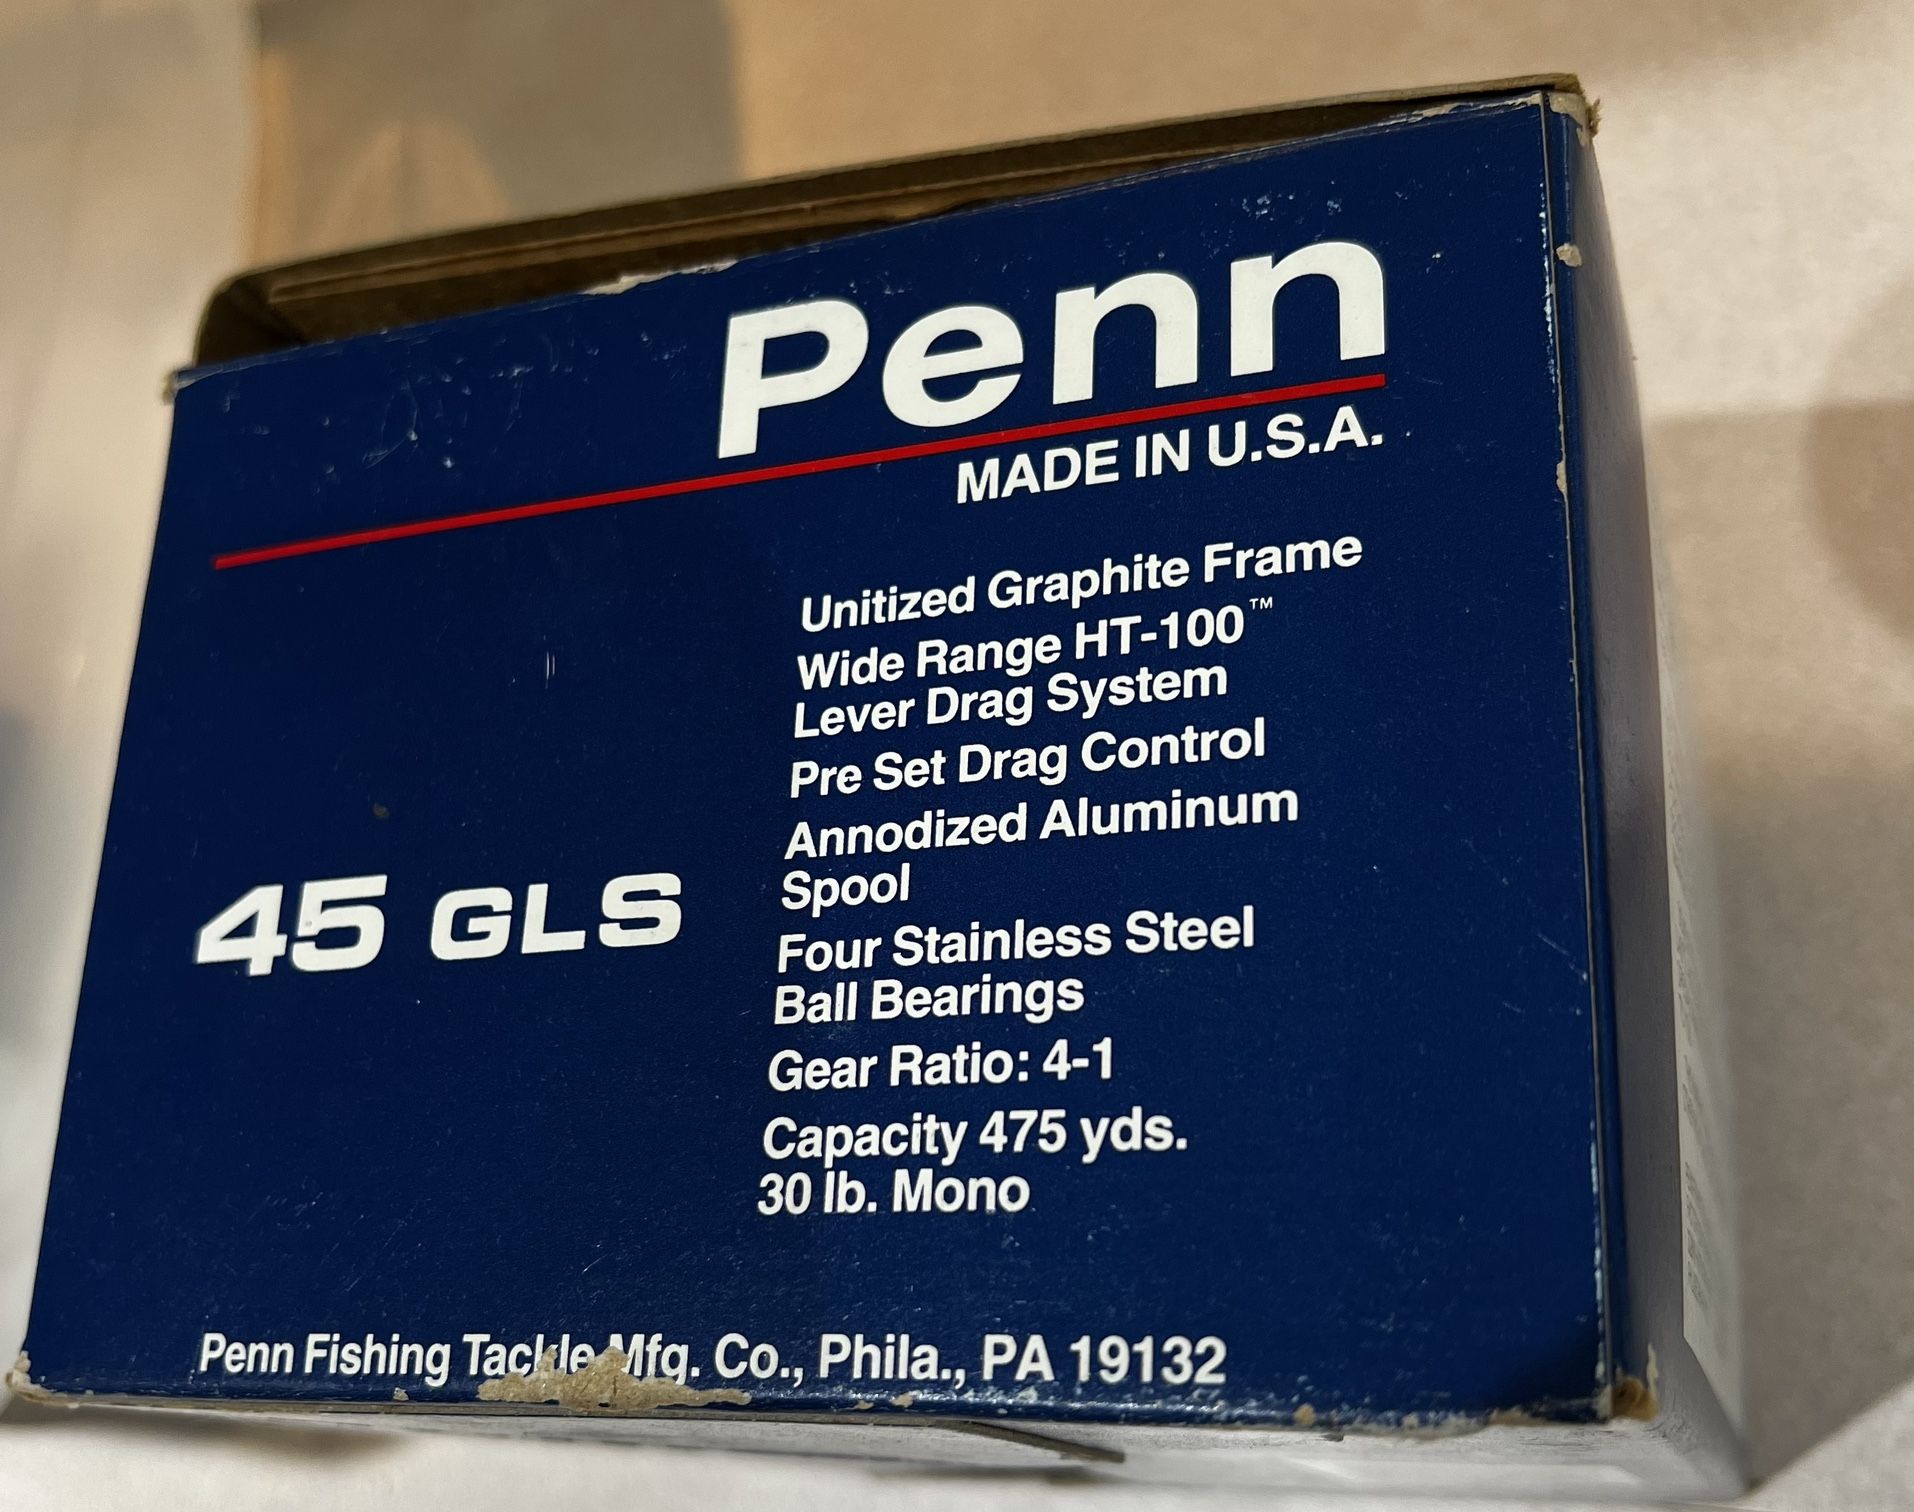 Penn
MADE IN U.S.A.
Unitized Graphite Frame
Wide Range HT-100™
Lever Drag System
Pre Set Drag Control
Annodized Aluminum
Spool
45 GLS
Four Stainless Steel
Ball Bearings
Gear Ratio: 4-1
Capacity 475 yds.
30 lb. Mono
Penn Fishing Tackle Mfg. Co., Phila., PA 19132